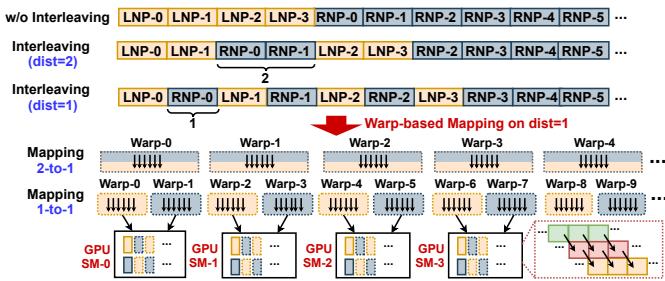 w/o Interleaving LNP-0 LNP-1 LNP-2 LNP-3 RNP-0 RNP-1 RNP-2 RNP-3 RNP-4 RNP-5 ...
Interleaving (dist=2) LNP-0 LNP-1 RNP-0 RNP-1 LNP-2 LNP-3 RNP-2 RNP-3 RNP-4 RNP-5 ...
2
Interleaving (dist=1) LNP-0 RNP-0 LNP-1 RNP-1 LNP-2 RNP-2 LNP-3 RNP-3 RNP-4 RNP-5 ...
1
Warp-based Mapping on dist=1
Mapping 2-to-1 Warp-0 Warp-1 Warp-2 Warp-3 Warp-4 ...
Mapping 1-to-1 Warp-0 Warp-1 Warp-2 Warp-3 Warp-4 Warp-5 Warp-6 Warp-7 Warp-8 Warp-9 ...
GPU SM-0 ... ... GPU SM-1 ... ... GPU SM-2 ... ... GPU SM-3 ... ...
... ...
... ...
... ...